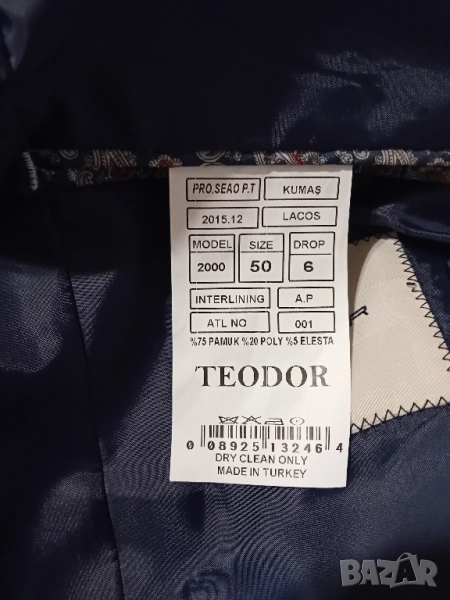 PRO.SEAO P.T KUMAŞ
2015.12 LACOS
MODEL SIZE DROP
2000 50 6
INTERLINING A.P
ATL NO 001
%75 PAMUK %20 POLY %5 ELESTA
TEODOR
0 08925 13246 4
DRY CLEAN ONLY
MADE IN TURKEY
BAZAR